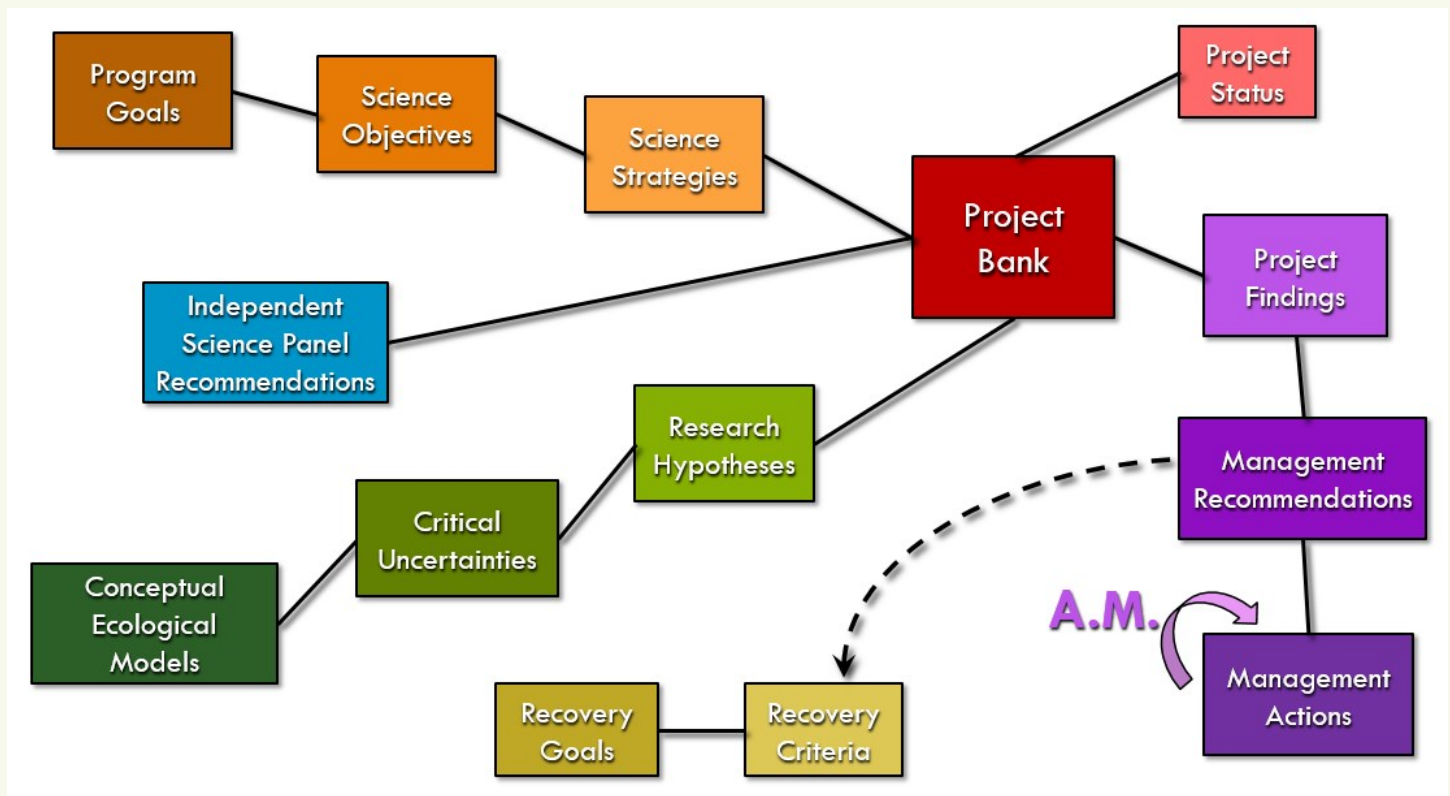 Program
Goals
Science
Objectives
Science
Strategies
Project
Status
Project
Bank
Project
Findings
Independent
Science Panel
Recommendations
Research
Hypotheses
Management
Recommendations
Critical
Uncertainties
Conceptual
Ecological
Models
A.M.
Management
Actions
Recovery
Goals
Recovery
Criteria